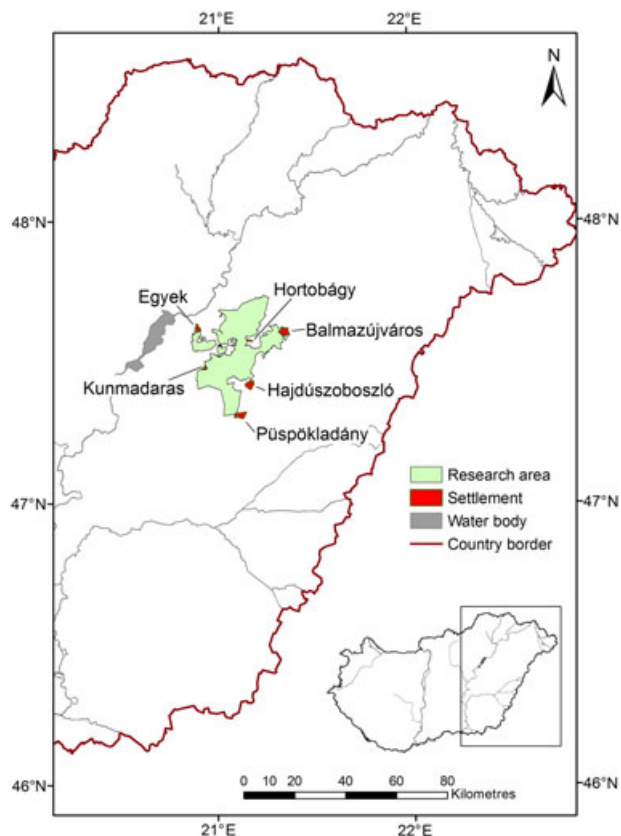 21°E 22°E
N
48°N 48°N
Egyek
Hortobágy
Balmazújváros
Kunmadaras
Hajdúszoboszló
Püspökladány
Research area
Settlement
Water body
Country border
47°N 47°N
46°N 46°N
0 10 20 40 60 80
Kilometres
21°E 22°E